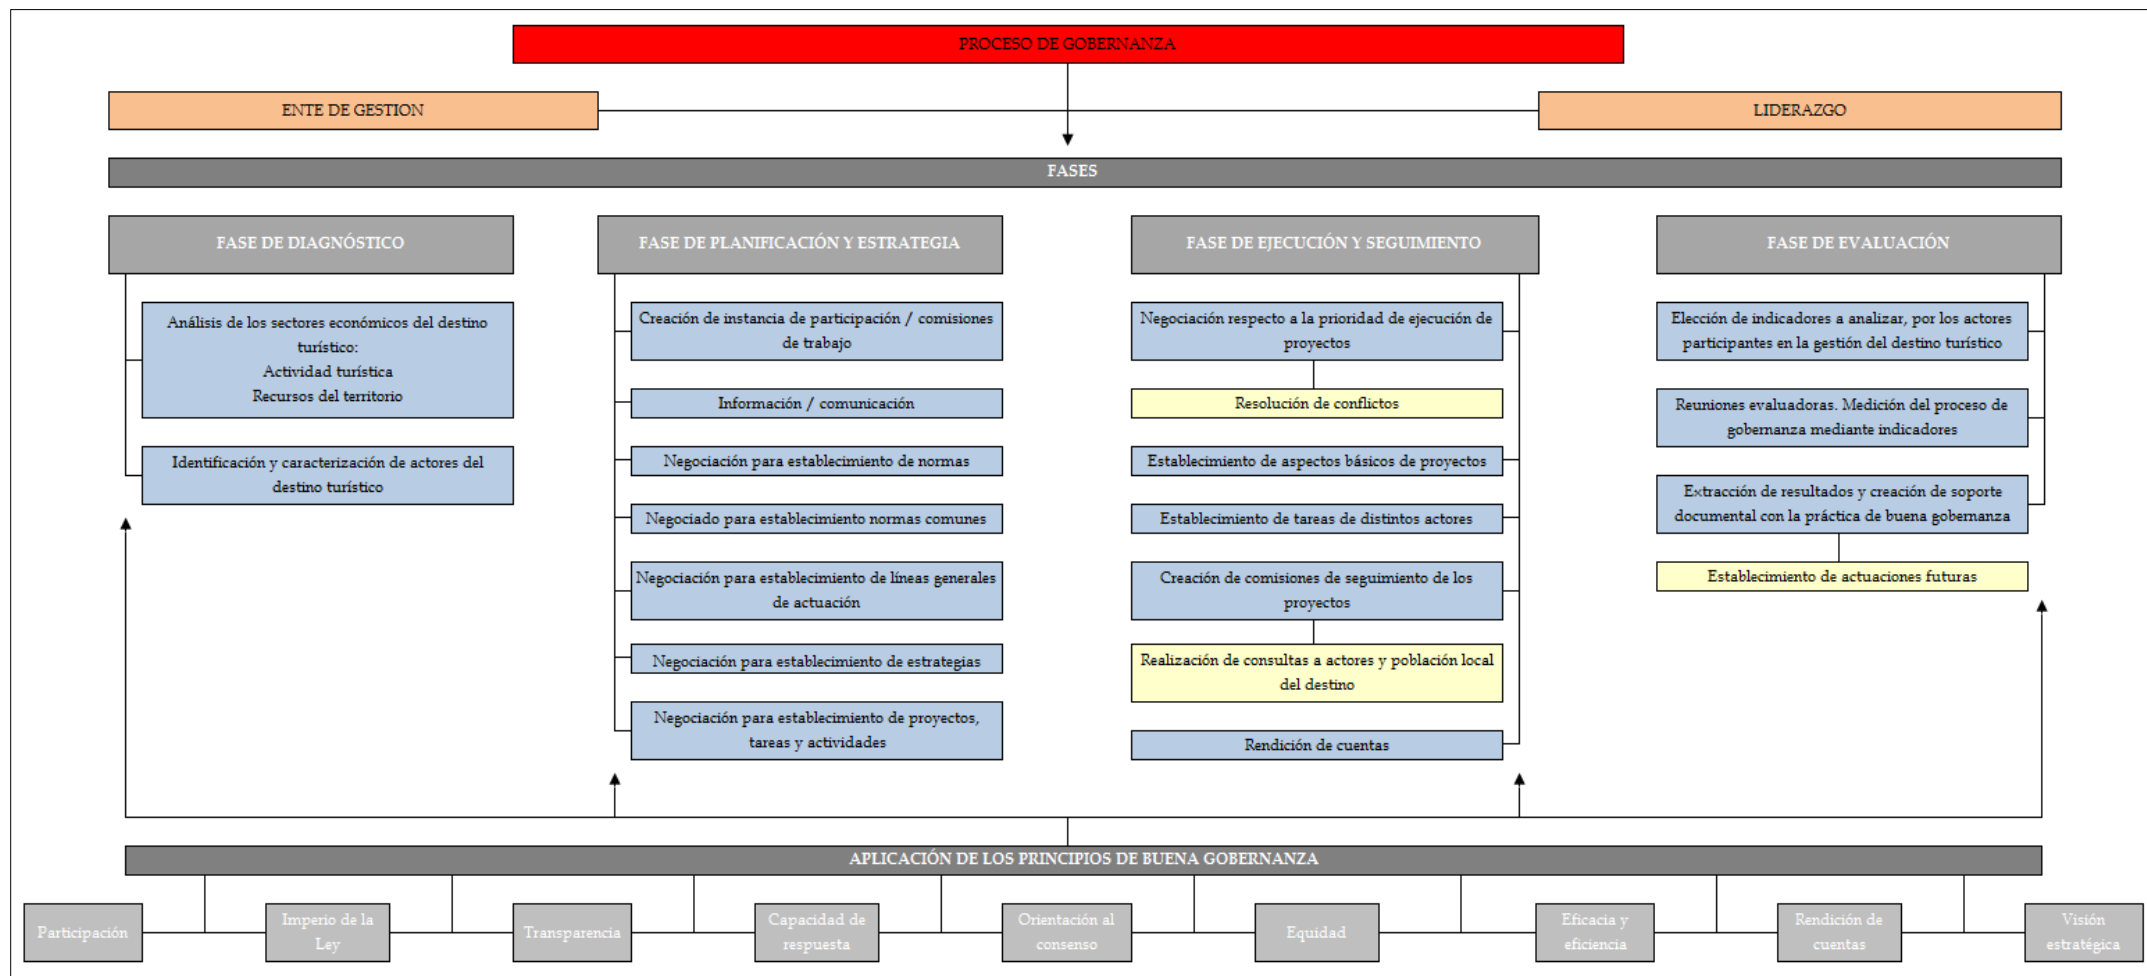 PROCESO DE GOBERNANZA
ENTE DE GESTION
LIDERAZGO
FASES
FASE DE DIAGNÓSTICO
Análisis de los sectores económicos del destino
turístico:
Actividad turística
Recursos del territorio
Identificación y caracterización de actores del
destino turístico
FASE DE PLANIFICACIÓN Y ESTRATEGIA
Creación de instancia de participación / comisiones
de trabajo
Información / comunicación
Negociación para establecimiento de normas
Negociado para establecimiento normas comunes
Negociación para establecimiento de líneas generales
de actuación
Negociación para establecimiento de estrategias
Negociación para establecimiento de proyectos,
tareas y actividades
FASE DE EJECUCIÓN Y SEGUIMIENTO
Negociación respecto a la prioridad de ejecución de
proyectos
Resolución de conflictos
Establecimiento de aspectos básicos de proyectos
Establecimiento de tareas de distintos actores
Creación de comisiones de seguimiento de los
proyectos
Realización de consultas a actores y población local
del destino
Rendición de cuentas
FASE DE EVALUACIÓN
Elección de indicadores a analizar, por los actores
participantes en la gestión del destino turístico
Reuniones evaluadoras. Medición del proceso de
gobernanza mediante indicadores
Extracción de resultados y creación de soporte
documental con la práctica de buena gobernanza
Establecimiento de actuaciones futuras
APLICACIÓN DE LOS PRINCIPIOS DE BUENA GOBERNANZA
Participación
Imperio de la
Ley
Transparencia
Capacidad de
respuesta
Orientación al
consenso
Equidad
Eficacia y
eficiencia
Rendición de
cuentas
Visión
estratégica